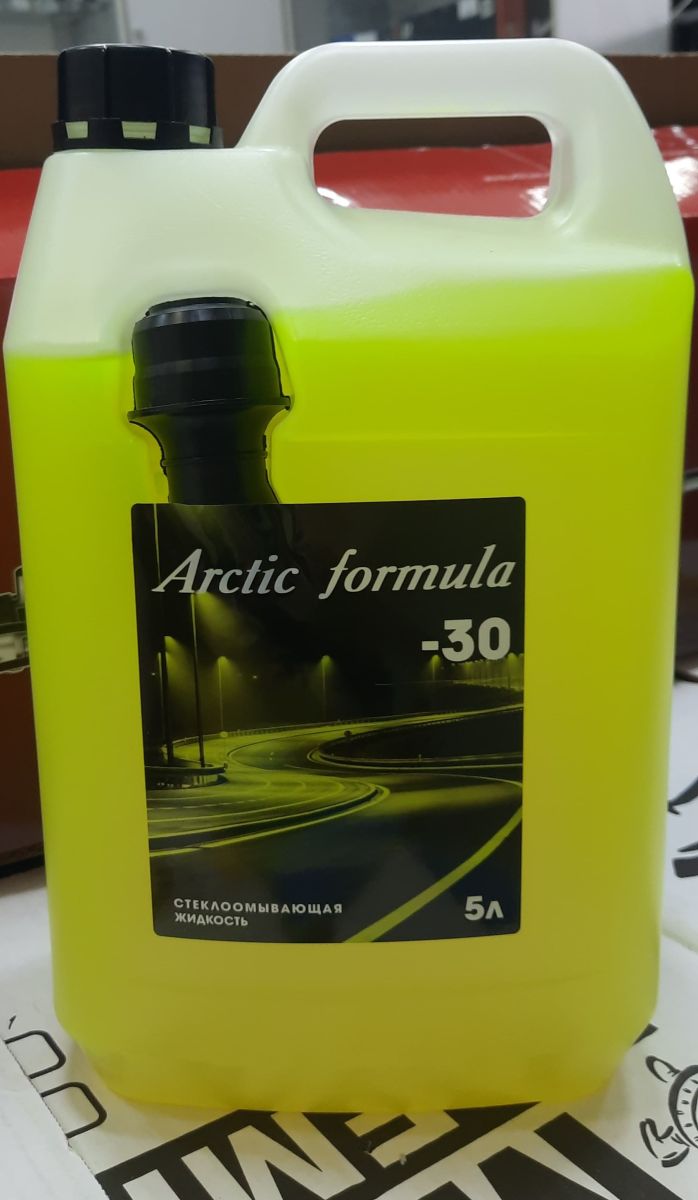 Arctic formula
-30
СТЕКЛООМЫВАЮЩАЯ
ЖИДКОСТЬ
5л